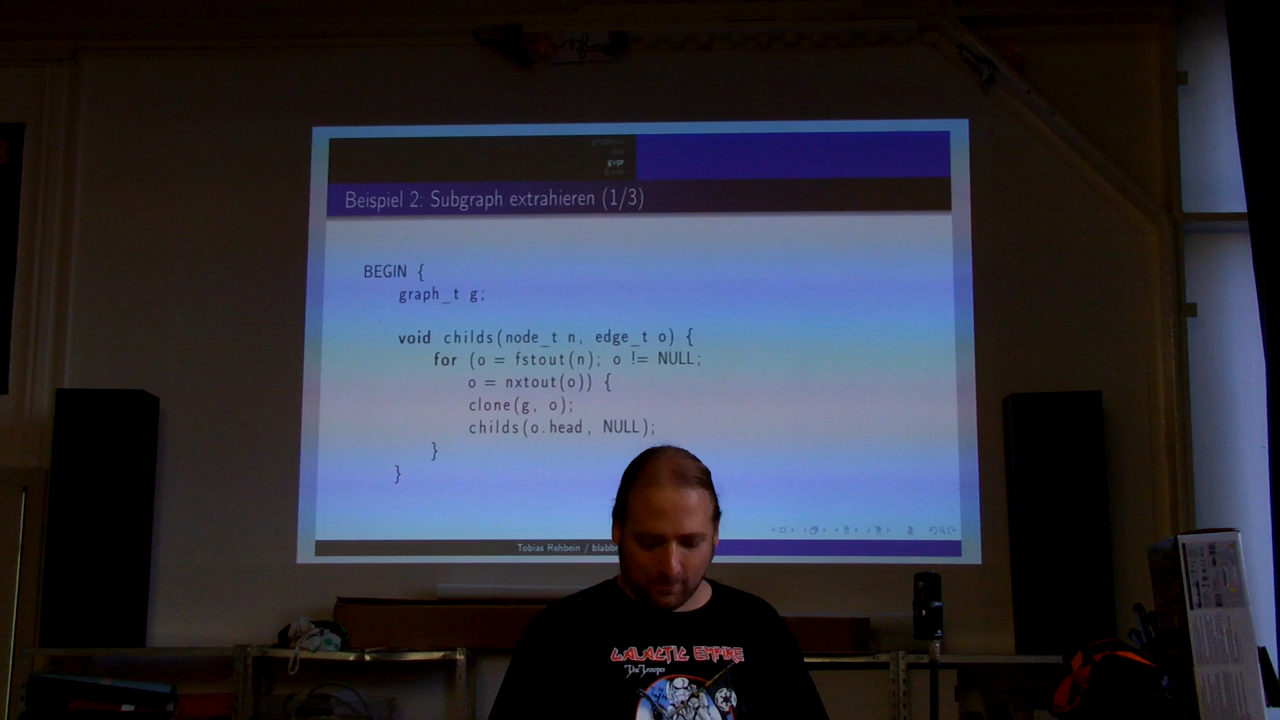 gvpr
Beispiel 2: Subgraph extrahieren (1/3)
BEGIN {
graph_t g;
void childs(node_t n, edge_t o) {
for (o = fstout(n); o != NULL;
o = nxtout(o)) {
clone(g, o);
childs(o.head, NULL);
}
}
Tobias Rehbein / blabbe
GALACTIC EMPIRE
The Trooper